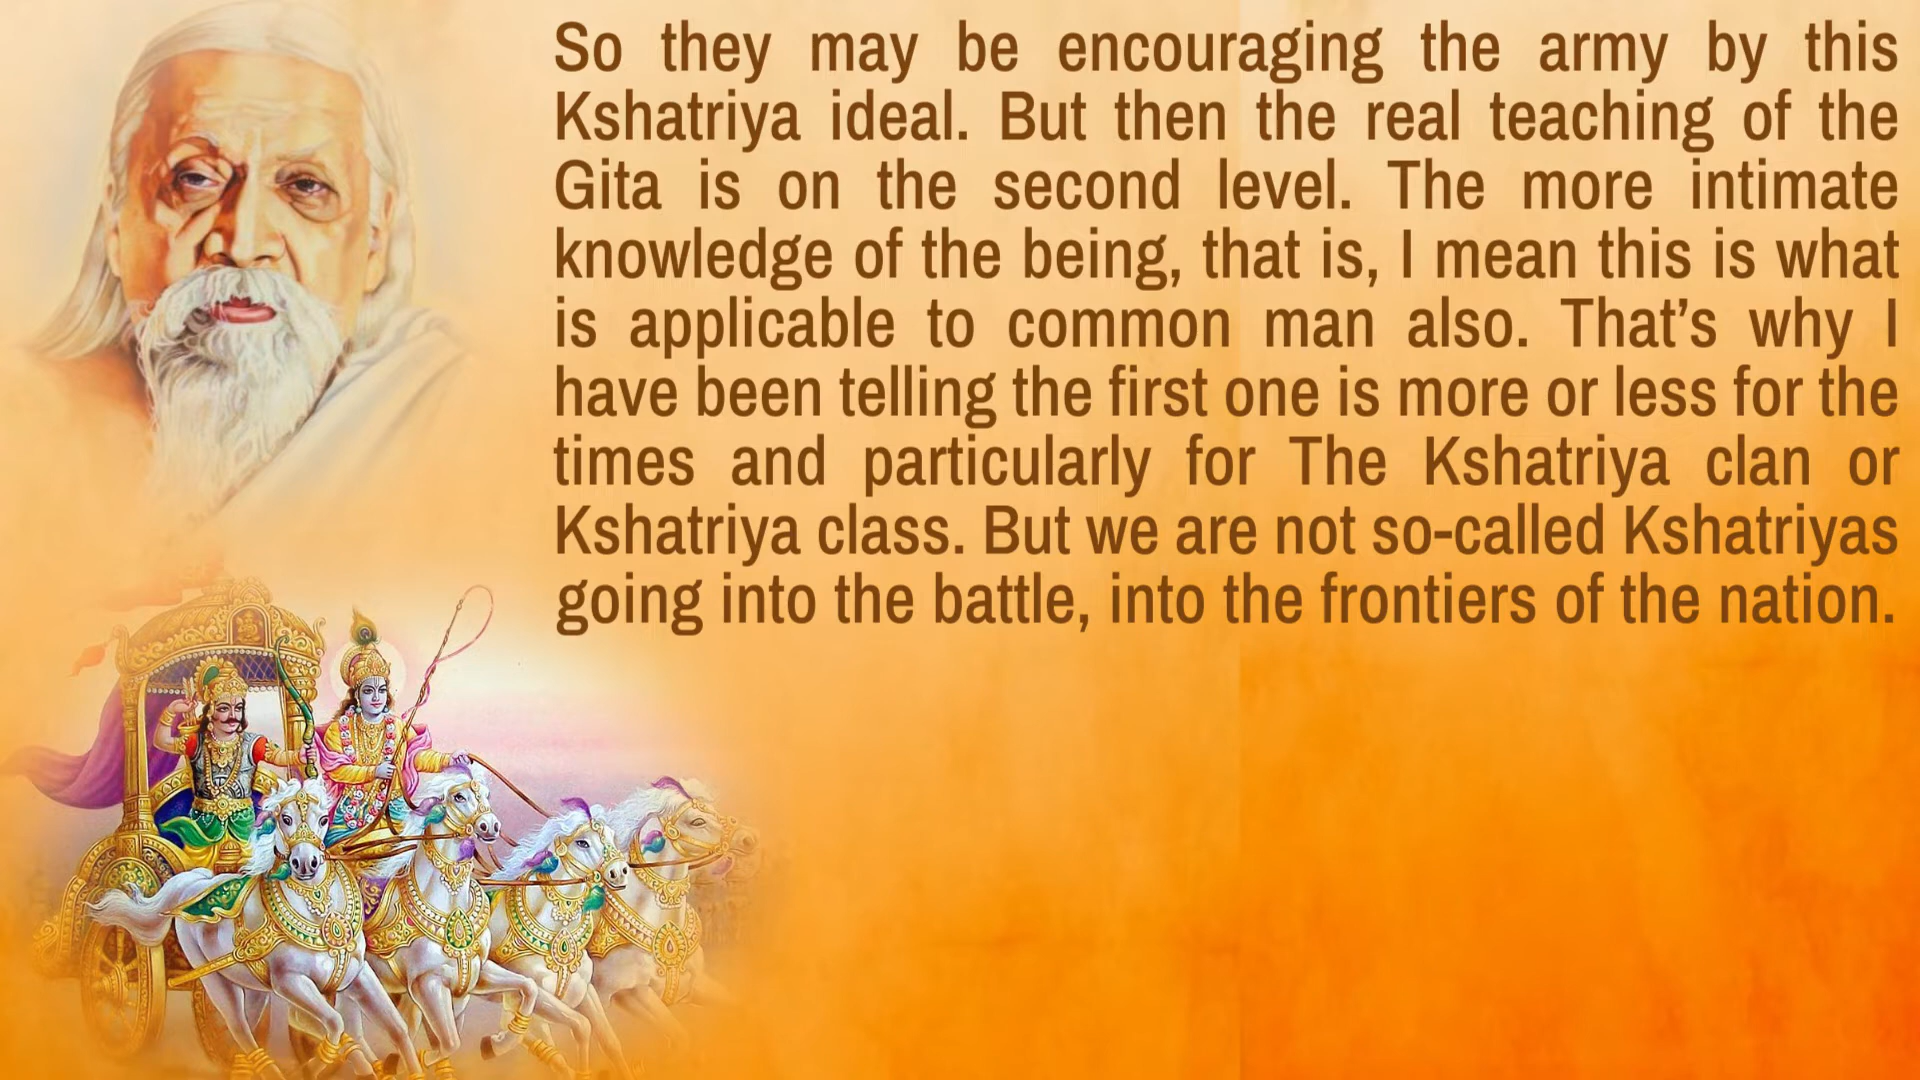 So they may be encouraging the army by this
Kshatriya ideal. But then the real teaching of the
Gita is on the second level. The more intimate
knowledge of the being, that is, I mean this is what
is applicable to common man also. That’s why I
have been telling the first one is more or less for the
times and particularly for The Kshatriya clan or
Kshatriya class. But we are not so-called Kshatriyas
going into the battle, into the frontiers of the nation.